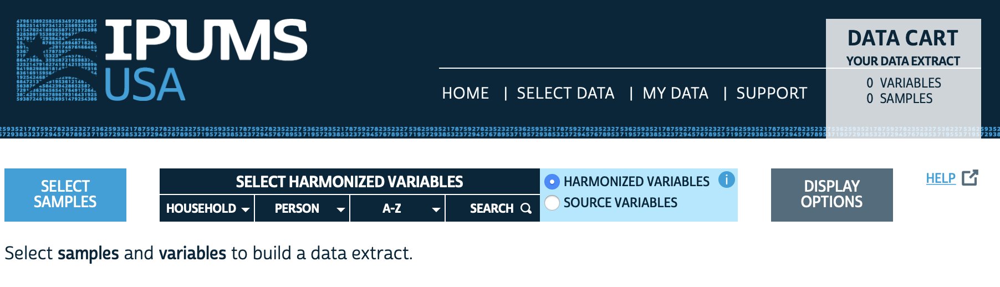 IPUMS
USA
DATA CART
YOUR DATA EXTRACT
0 VARIABLES
0 SAMPLES
HOME | SELECT DATA | MY DATA | SUPPORT
SELECT
SAMPLES
SELECT HARMONIZED VARIABLES
HOUSEHOLD
PERSON
A-Z
SEARCH
HARMONIZED VARIABLES i
SOURCE VARIABLES
DISPLAY
OPTIONS
HELP
Select samples and variables to build a data extract.